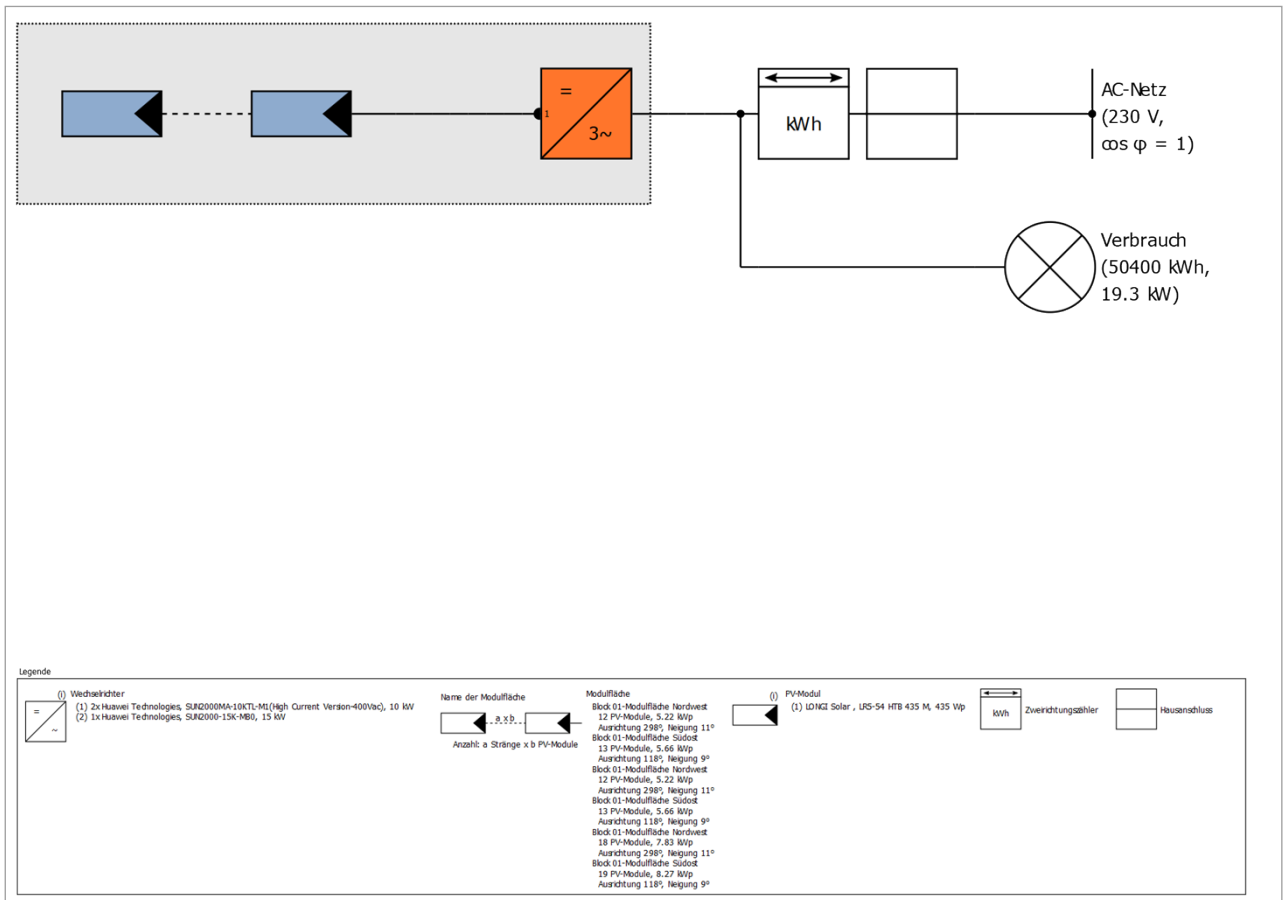 =
1
3~
kWh
AC-Netz
(230 V,
cos φ = 1)
Verbrauch
(50400 kWh,
19.3 kW)
Legende
=
~
(i) Wechselrichter
(1) 2x Huawei Technologies, SUN2000MA-10KTL-M1(High Current Version-400Vac), 10 kW
(2) 1x Huawei Technologies, SUN2000-15K-MB0, 15 kW
Name der Modulfläche
a x b
Anzahl: a Stränge x b PV-Module
Modulfläche
Block 01-Modulfläche Nordwest
12 PV-Module, 5.22 kWp
Ausrichtung 298°, Neigung 11°
Block 01-Modulfläche Südost
13 PV-Module, 5.66 kWp
Ausrichtung 118°, Neigung 9°
Block 01-Modulfläche Nordwest
12 PV-Module, 5.22 kWp
Ausrichtung 298°, Neigung 11°
Block 01-Modulfläche Südost
13 PV-Module, 5.66 kWp
Ausrichtung 118°, Neigung 9°
Block 01-Modulfläche Nordwest
18 PV-Module, 7.83 kWp
Ausrichtung 298°, Neigung 11°
Block 01-Modulfläche Südost
19 PV-Module, 8.27 kWp
Ausrichtung 118°, Neigung 9°
(i) PV-Modul
(1) LONGI Solar , LR5-54 HTB 435 M, 435 Wp
kWh
Zweirichtungszähler
Hausanschluss